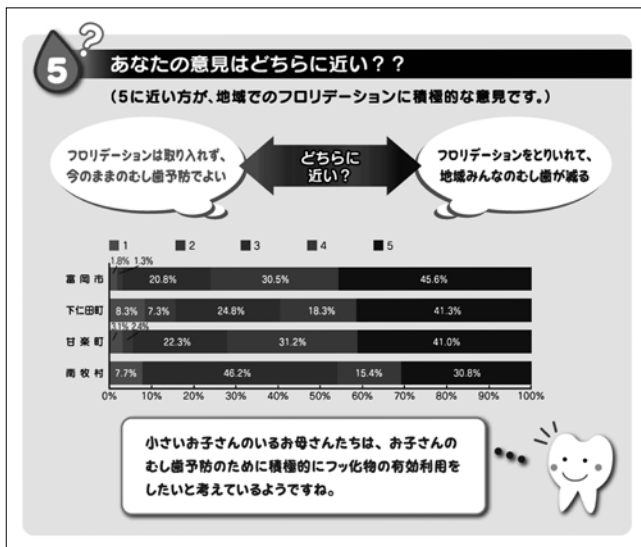 ?
5 あなたの意見はどちらに近い？？
（5に近い方が、地域でのフロリデーションに積極的な意見です。）
フロリデーションは取り入れず、
今のままのむし歯予防でよい
どちらに
近い？
フロリデーションをとりいれて、
地域みんなのむし歯が減る
1 2 3 4 5
1.8% 1.3%
富岡市 20.8% 30.5% 45.6%
下仁田町 8.3% 7.3% 24.8% 18.3% 41.3%
3.1% 2.4%
甘楽町 22.3% 31.2% 41.0%
南牧村 7.7% 46.2% 15.4% 30.8%
0% 10% 20% 30% 40% 50% 60% 70% 80% 90% 100%
小さいお子さんのいるお母さんたちは、お子さんの
むし歯予防のために積極的にフッ化物の有効利用を
したいと考えているようですね。